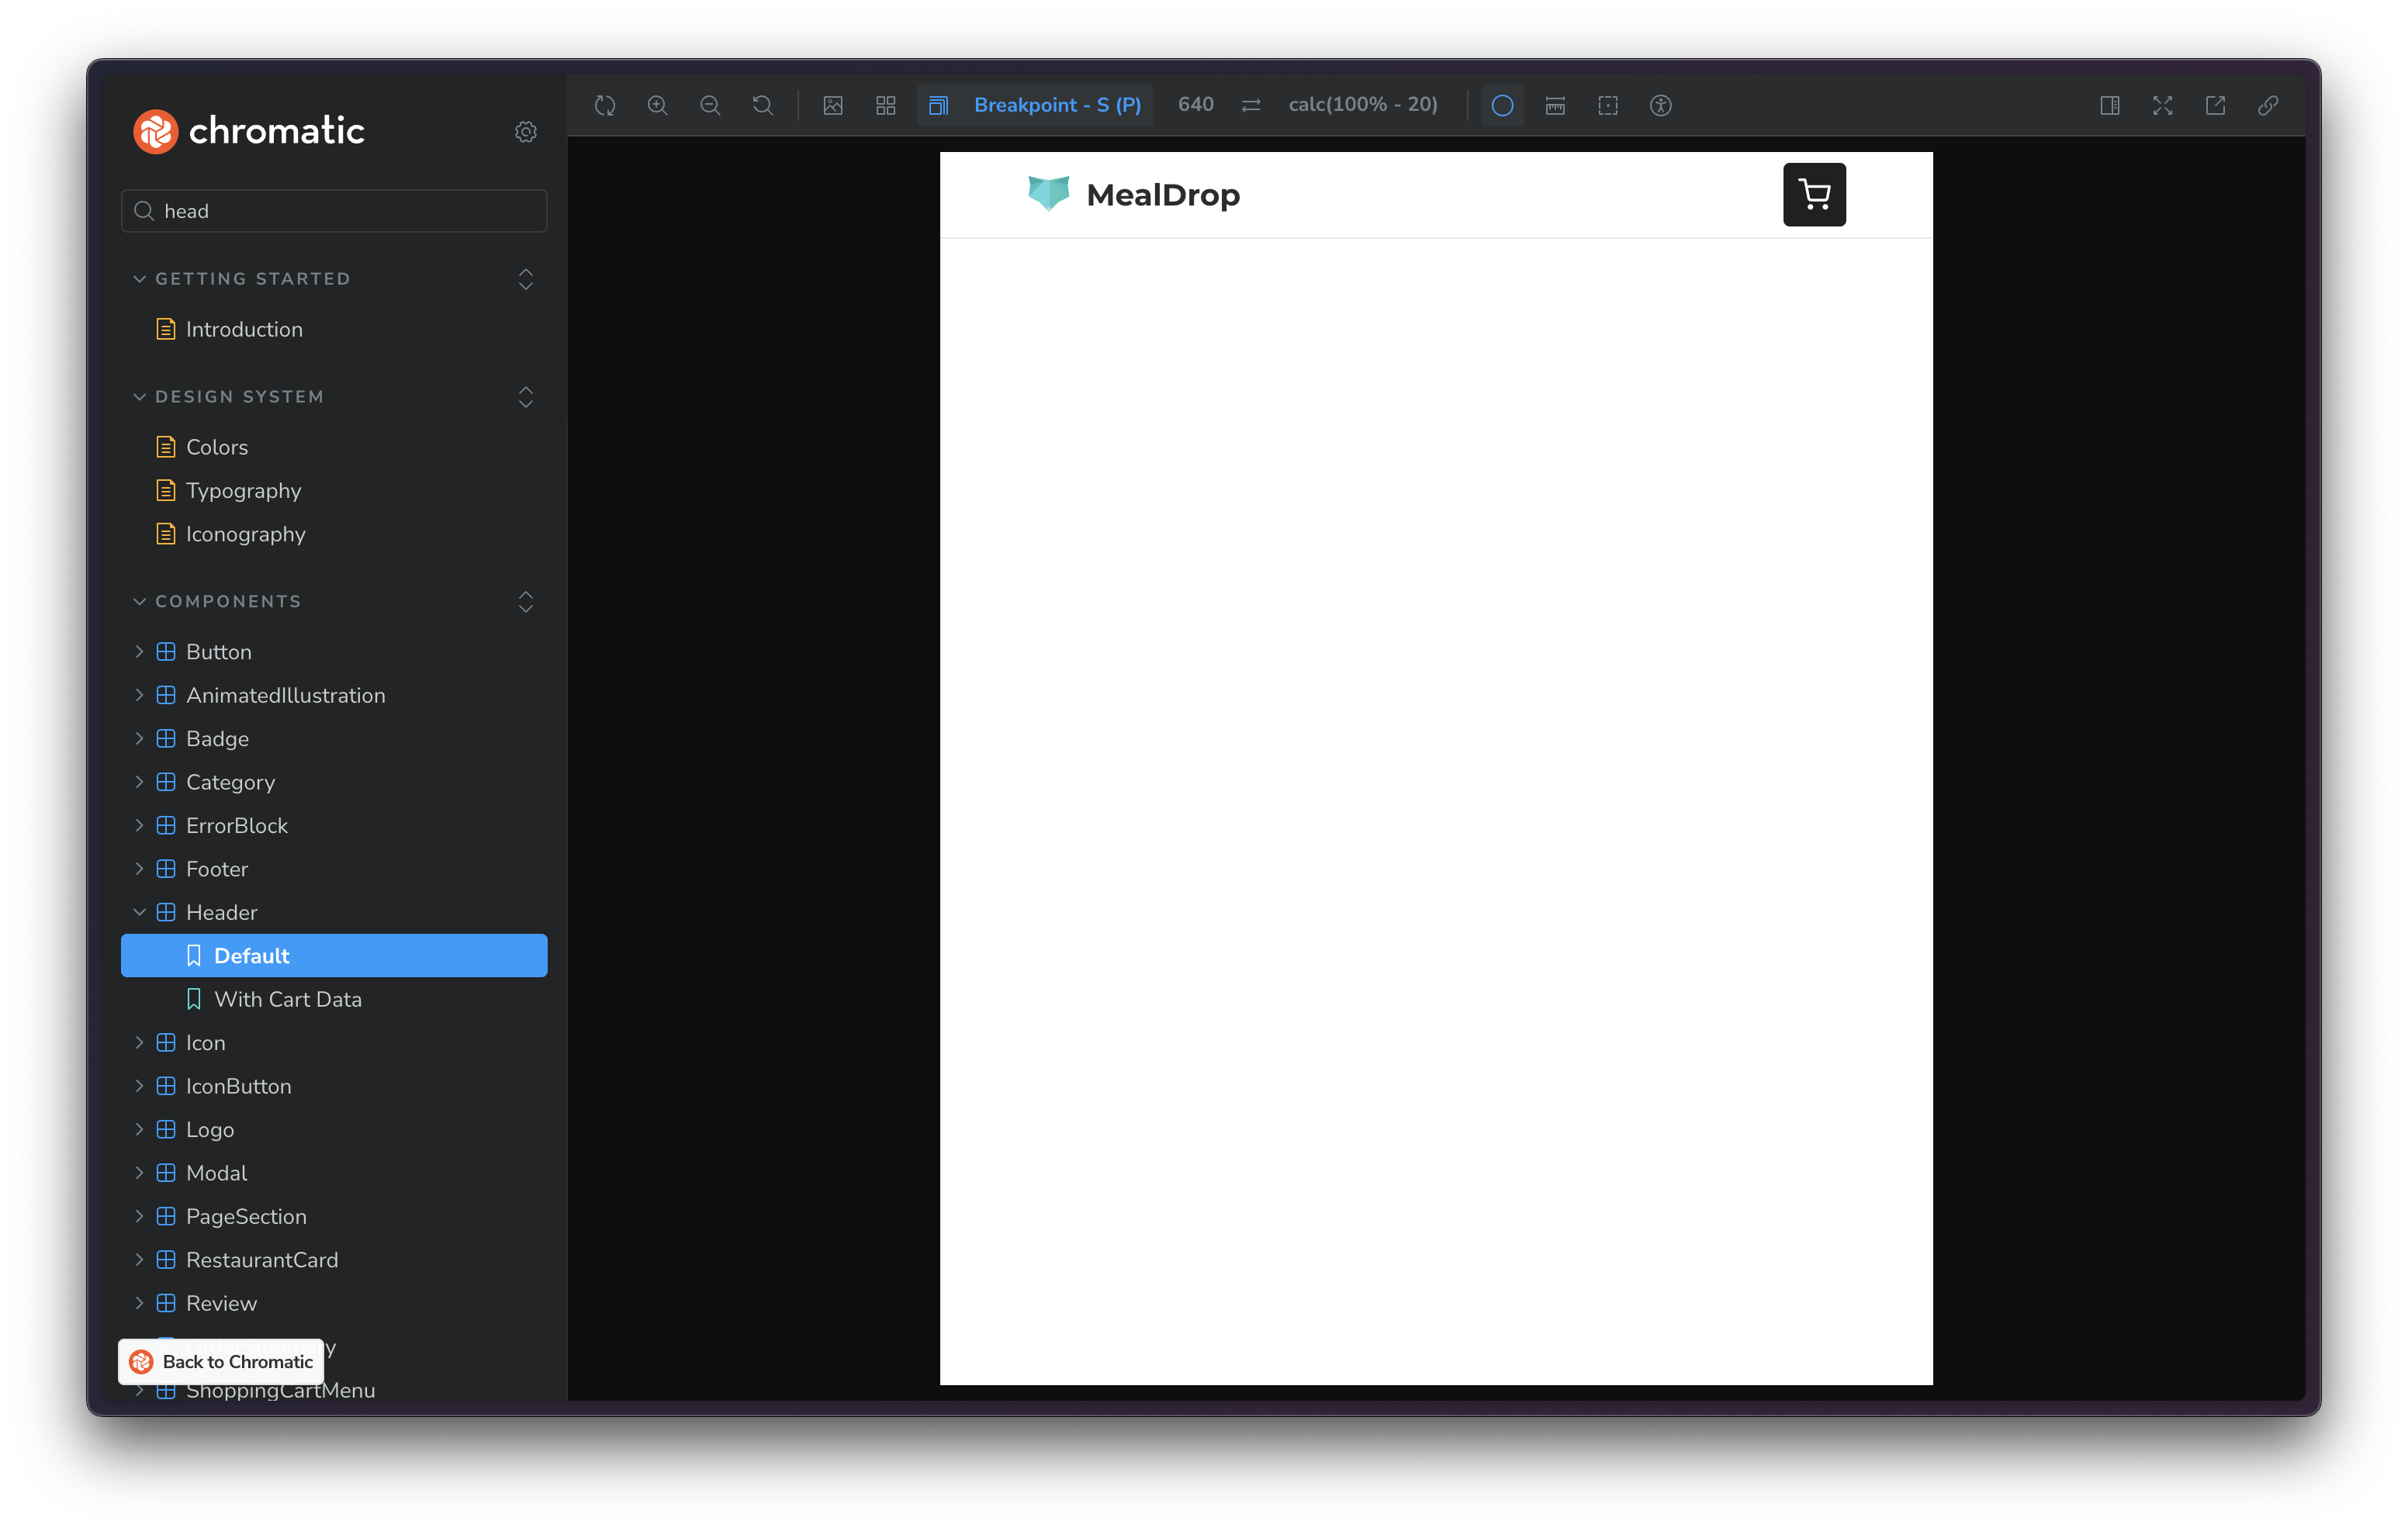 chromatic
head
GETTING STARTED
Introduction
DESIGN SYSTEM
Colors
Typography
Iconography
COMPONENTS
Button
AnimatedIllustration
Badge
Category
ErrorBlock
Footer
Header
Default
With Cart Data
Icon
IconButton
Logo
Modal
PageSection
RestaurantCard
Review
Back to Chromatic
ShoppingCartMenu
Breakpoint - S (P) 640 calc(100% - 20)
MealDrop